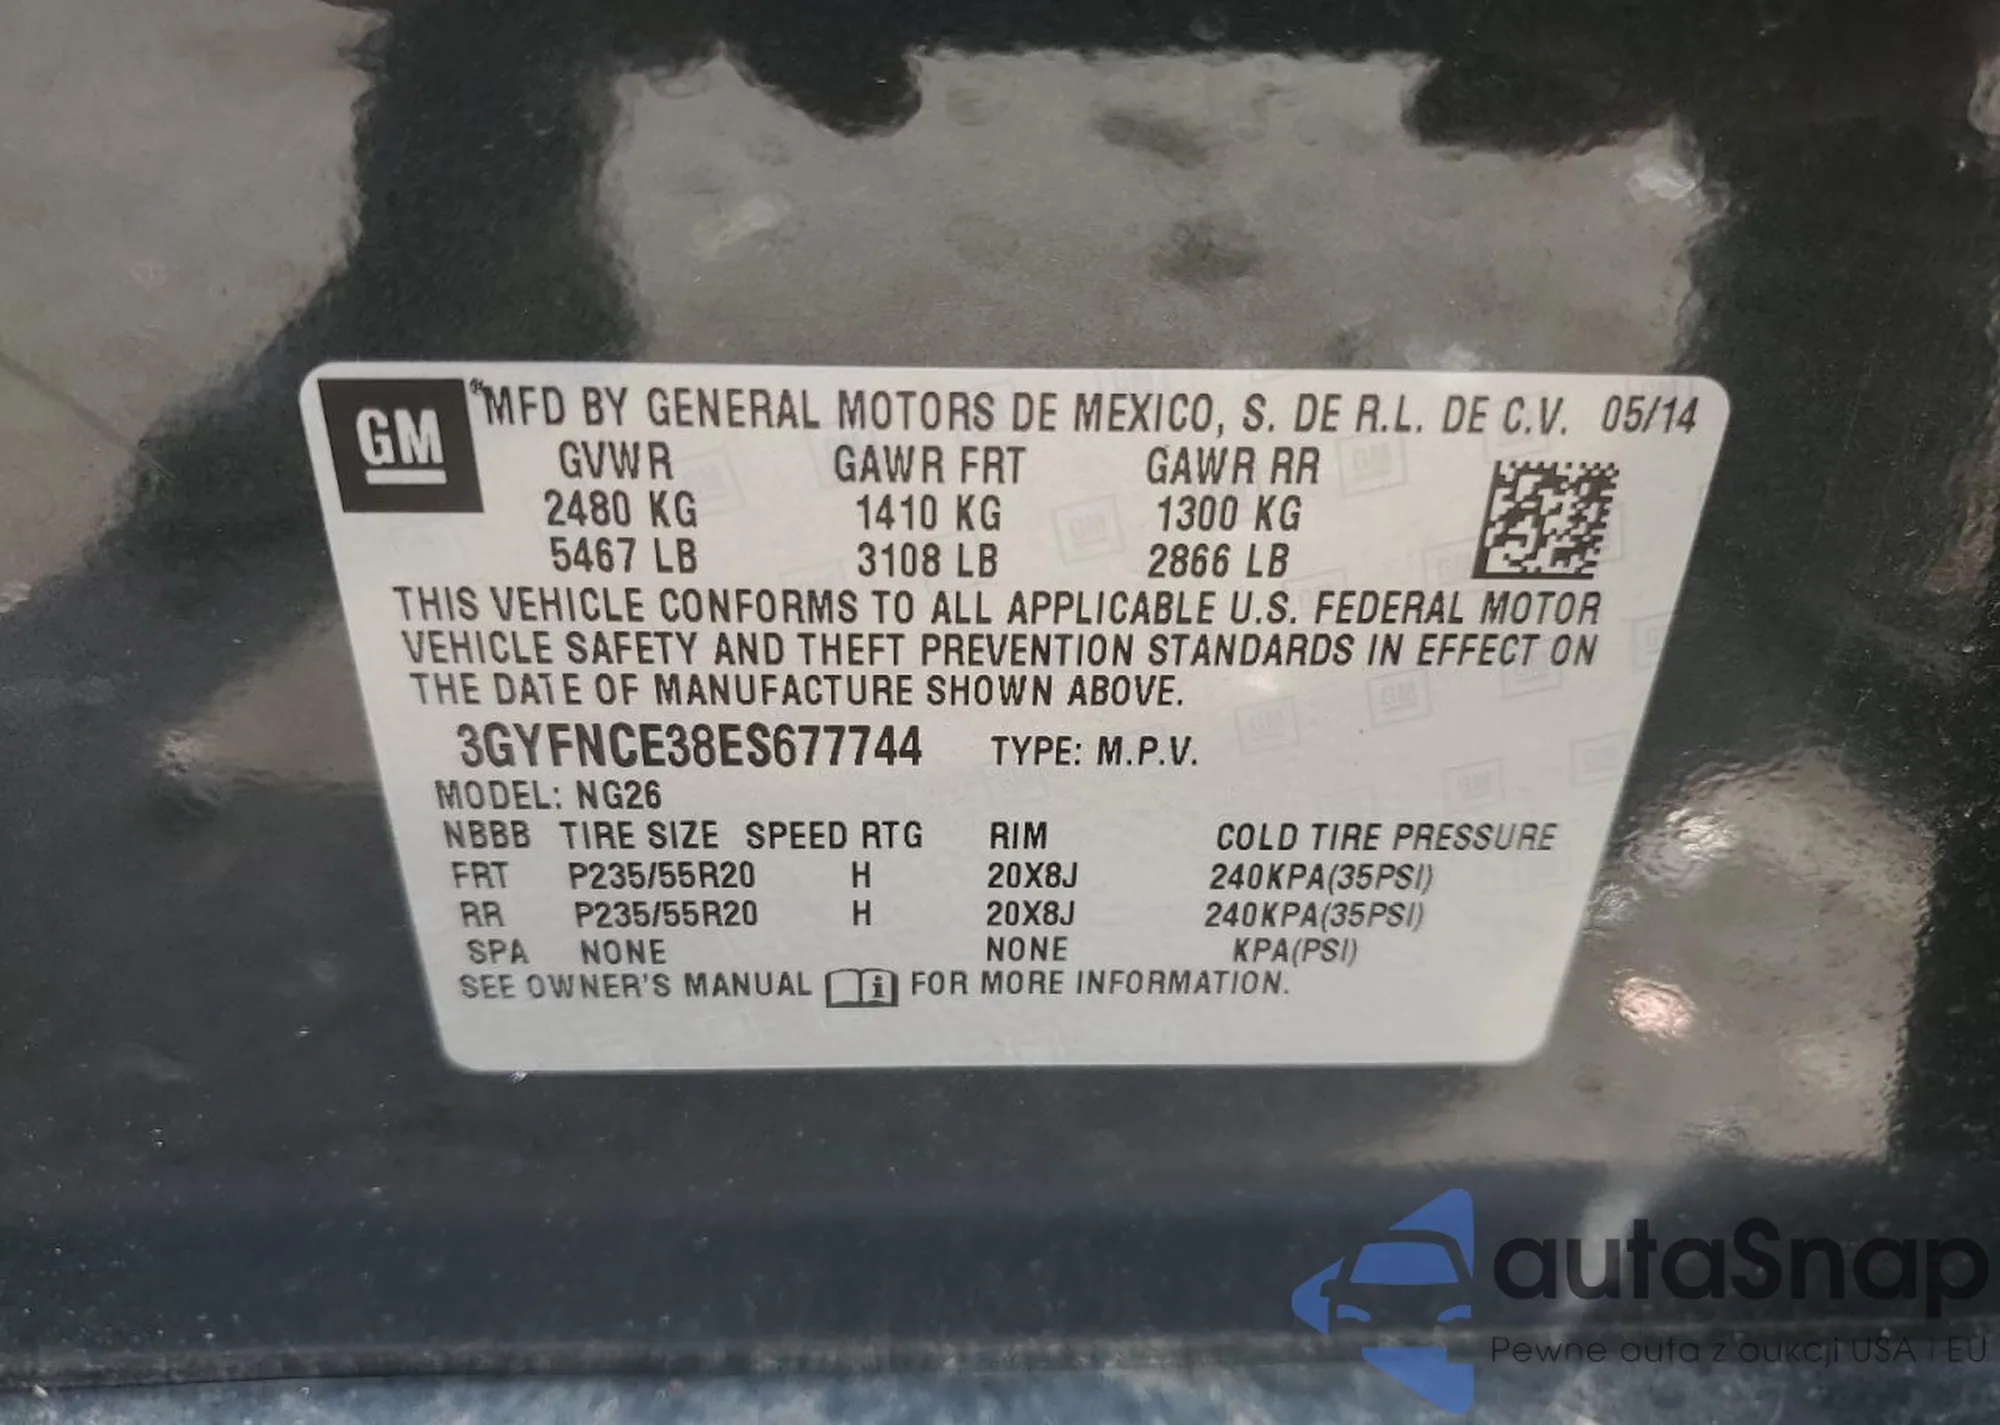 GM
MFD BY GENERAL MOTORS DE MEXICO, S. DE R.L. DE C.V. 05/14
GVWR GAWR FRT GAWR RR
2480 KG 1410 KG 1300 KG
5467 LB 3108 LB 2866 LB
THIS VEHICLE CONFORMS TO ALL APPLICABLE U.S. FEDERAL MOTOR
VEHICLE SAFETY AND THEFT PREVENTION STANDARDS IN EFFECT ON
THE DATE OF MANUFACTURE SHOWN ABOVE.
3GYFNCE38ES677744 TYPE: M.P.V.
MODEL: NG26
NBBB TIRE SIZE SPEED RTG RIM COLD TIRE PRESSURE
FRT P235/55R20 H 20X8J 240KPA(35PSI)
RR P235/55R20 H 20X8J 240KPA(35PSI)
SPA NONE NONE KPA(PSI)
SEE OWNER'S MANUAL i FOR MORE INFORMATION.
autaSnap
Pewne auta z aukcji USA i EU